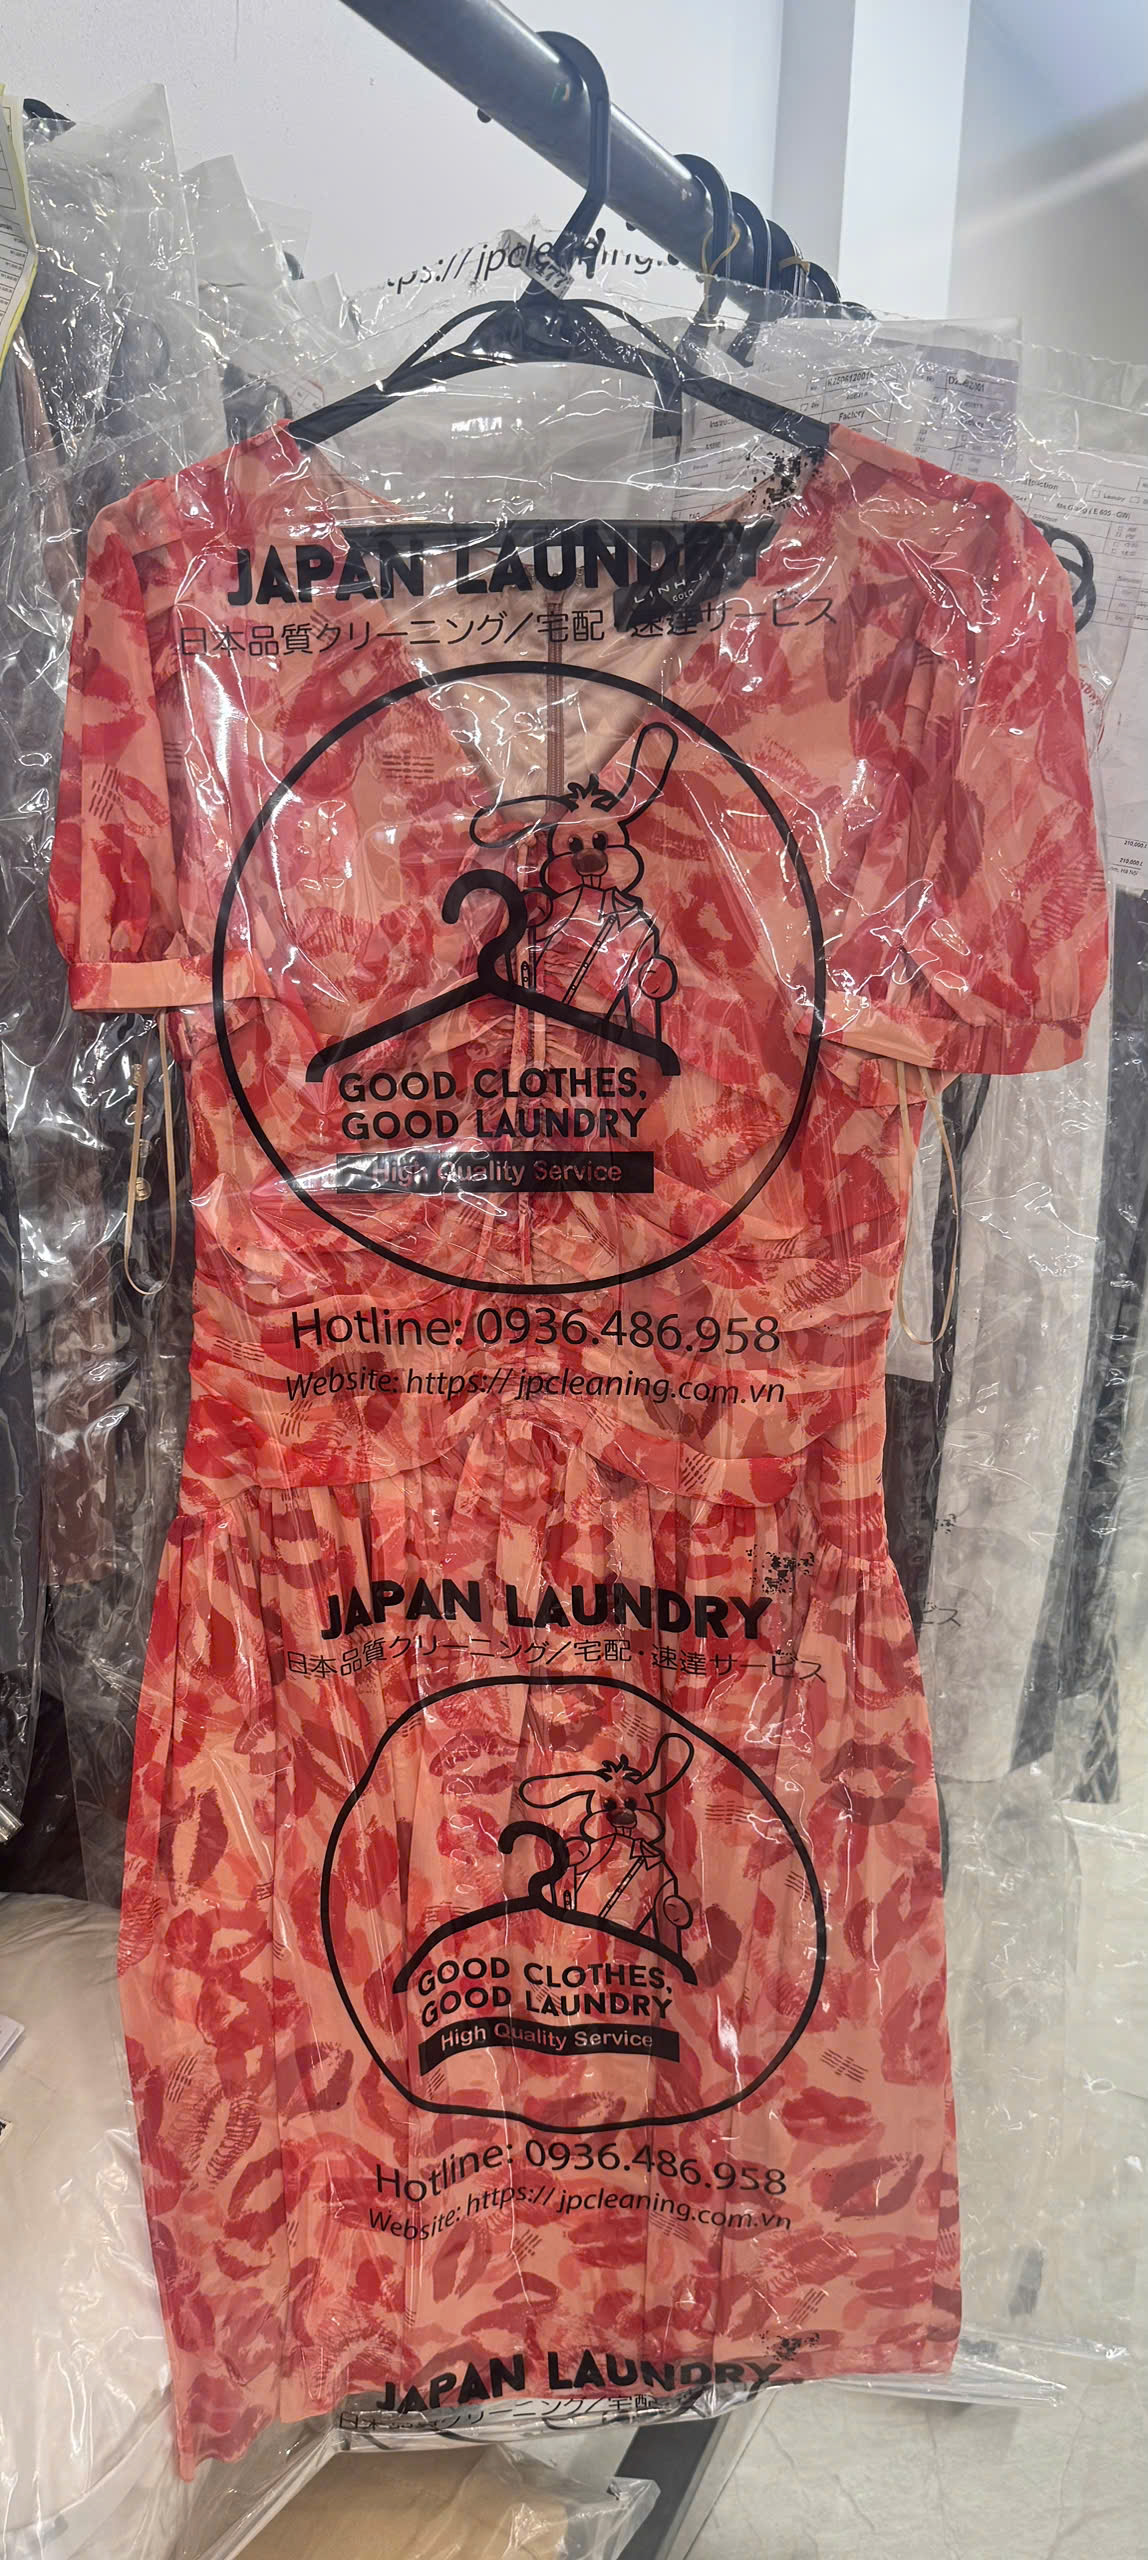 JAPAN LAUNDRY
日本品質クリーニング／宅配・速達サービス
GOOD CLOTHES,
GOOD LAUNDRY
High Quality Service
Hotline: 0936.486.958
Website: https://jpcleaning.com.vn
JAPAN LAUNDRY
日本品質クリーニング／宅配・速達サービス
GOOD CLOTHES,
GOOD LAUNDRY
High Quality Service
Hotline: 0936.486.958
Website: https://jpcleaning.com.vn
JAPAN LAUNDRY
Factory